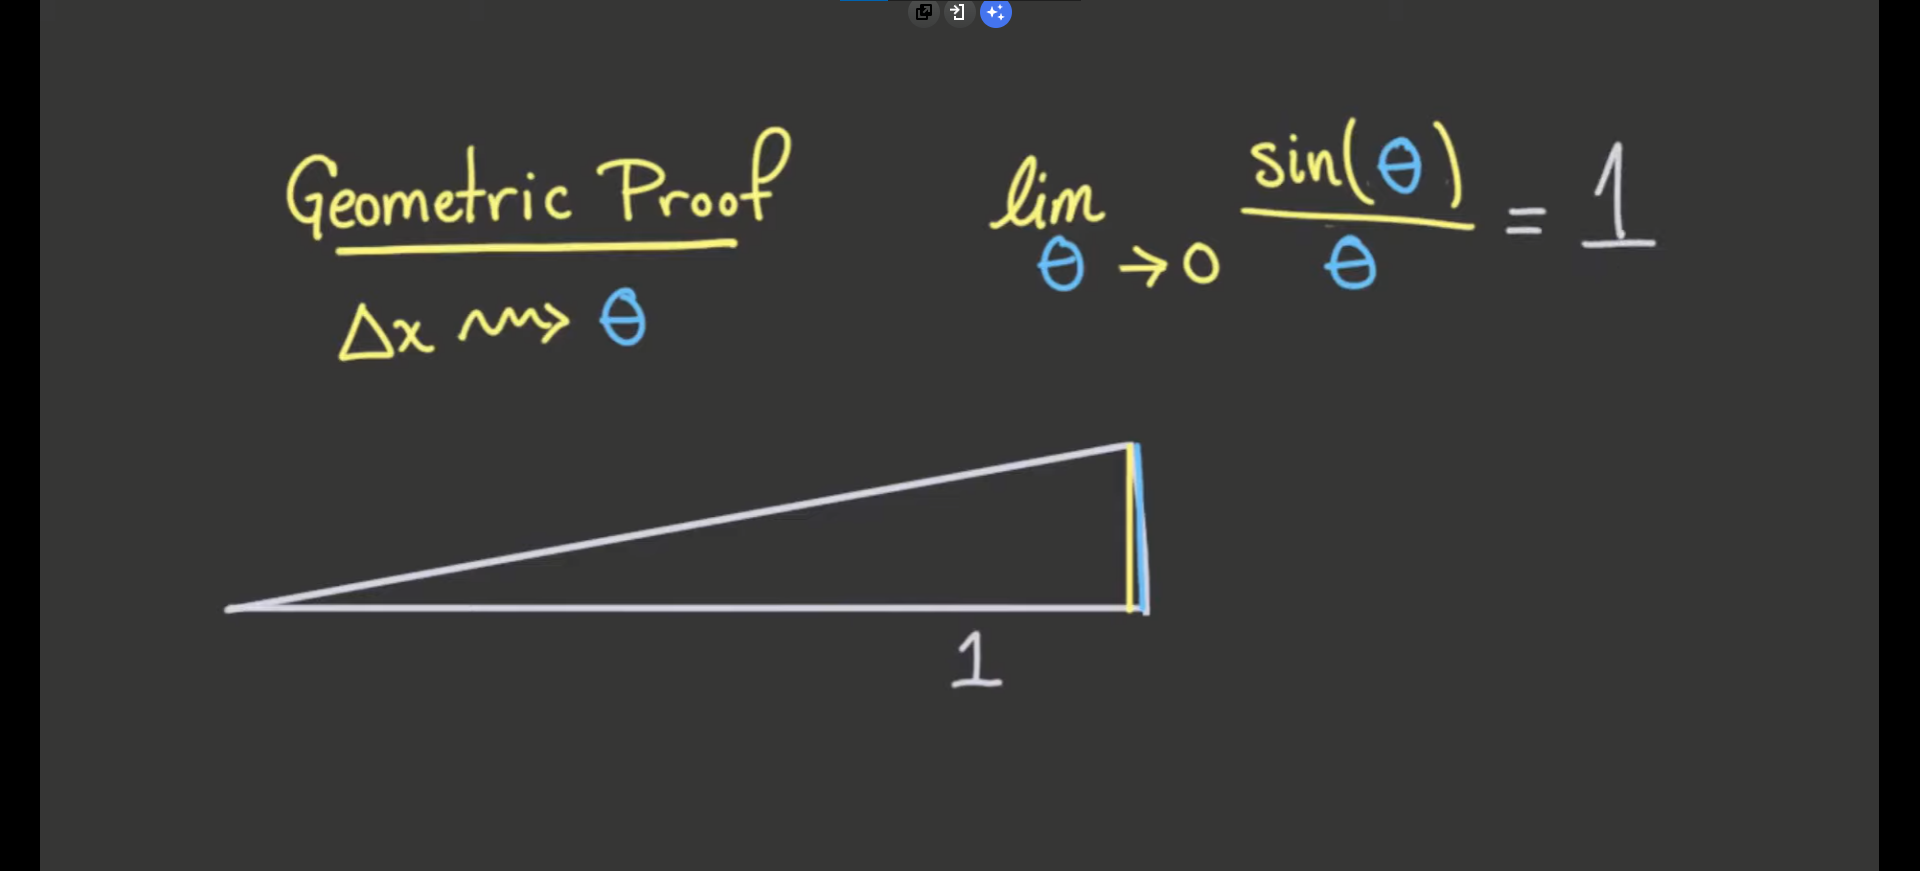 Geometric Proof
Δx ⇝ θ
lim θ→0 sin(θ)/θ = 1
1